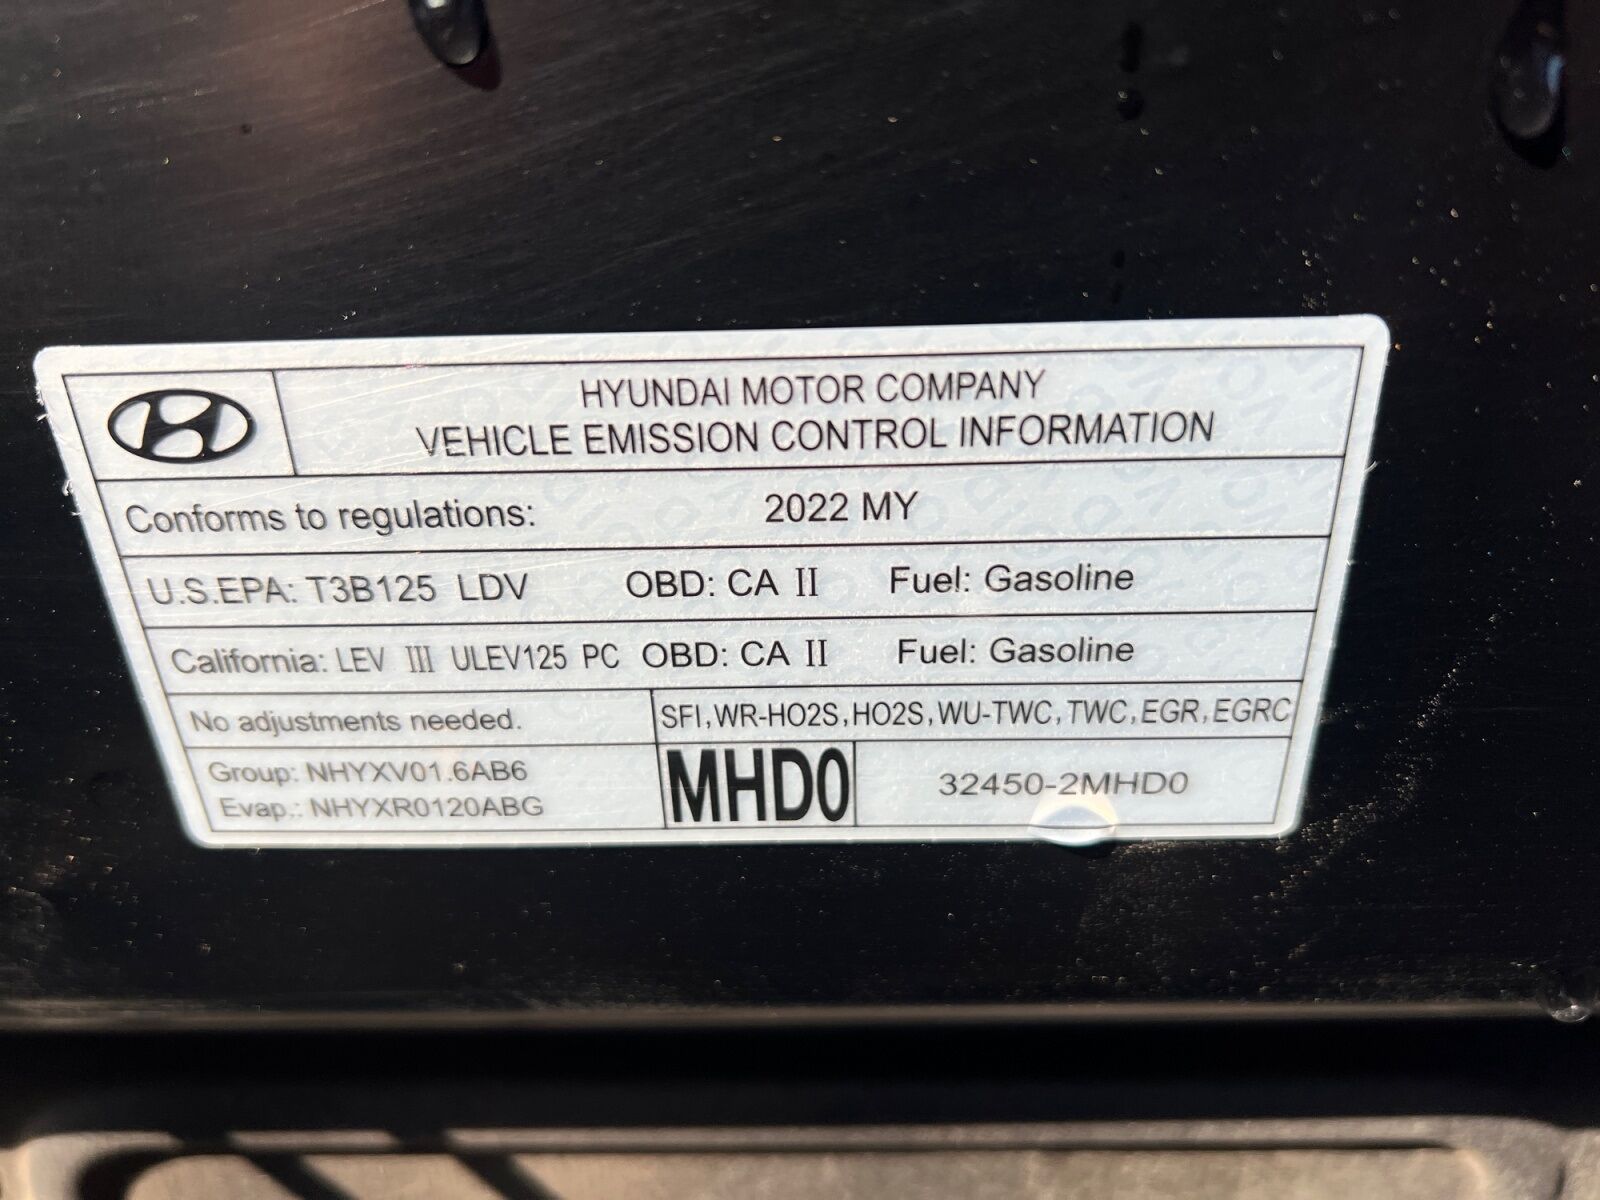 HYUNDAI MOTOR COMPANY
VEHICLE EMISSION CONTROL INFORMATION
Conforms to regulations: 2022 MY
U.S.EPA: T3B125 LDV OBD: CA II Fuel: Gasoline
California: LEV III ULEV125 PC OBD: CA II Fuel: Gasoline
No adjustments needed. SFI,WR-HO2S,HO2S,WU-TWC,TWC,EGR,EGRC
Group: NHYXV01.6AB6
Evap.: NHYXR0120ABG
MHD0
32450-2MHD0